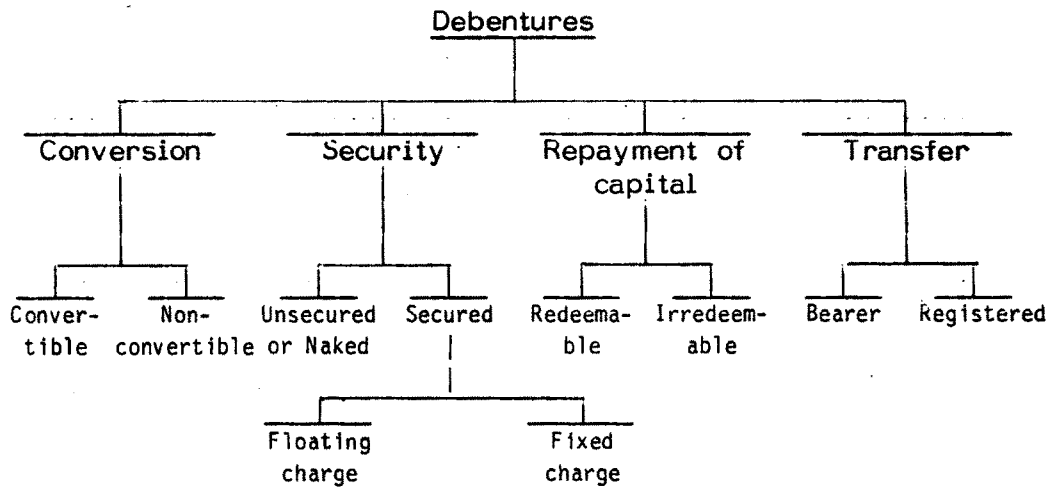 Debentures
Conversion Security Repayment of Transfer
capital
Conver- Non- Unsecured Secured Redeema- Irredeem- Bearer Registered
tible convertible or Naked ble able
Floating Fixed
charge charge